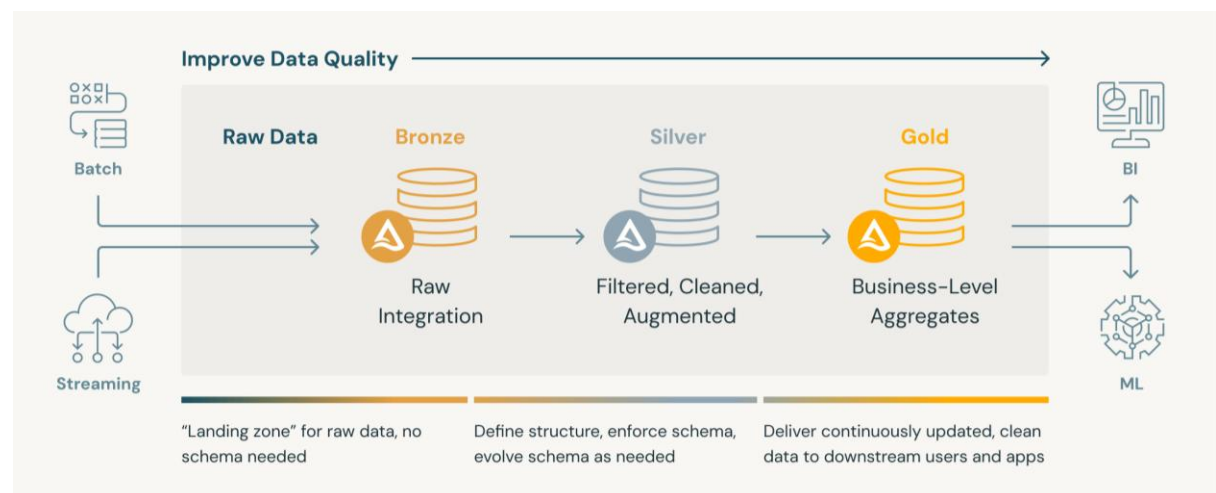 Improve Data Quality
Batch
Streaming
Raw Data
Bronze
Silver
Gold
Raw
Integration
Filtered, Cleaned,
Augmented
Business-Level
Aggregates
BI
ML
“Landing zone” for raw data, no
schema needed
Define structure, enforce schema,
evolve schema as needed
Deliver continuously updated, clean
data to downstream users and apps